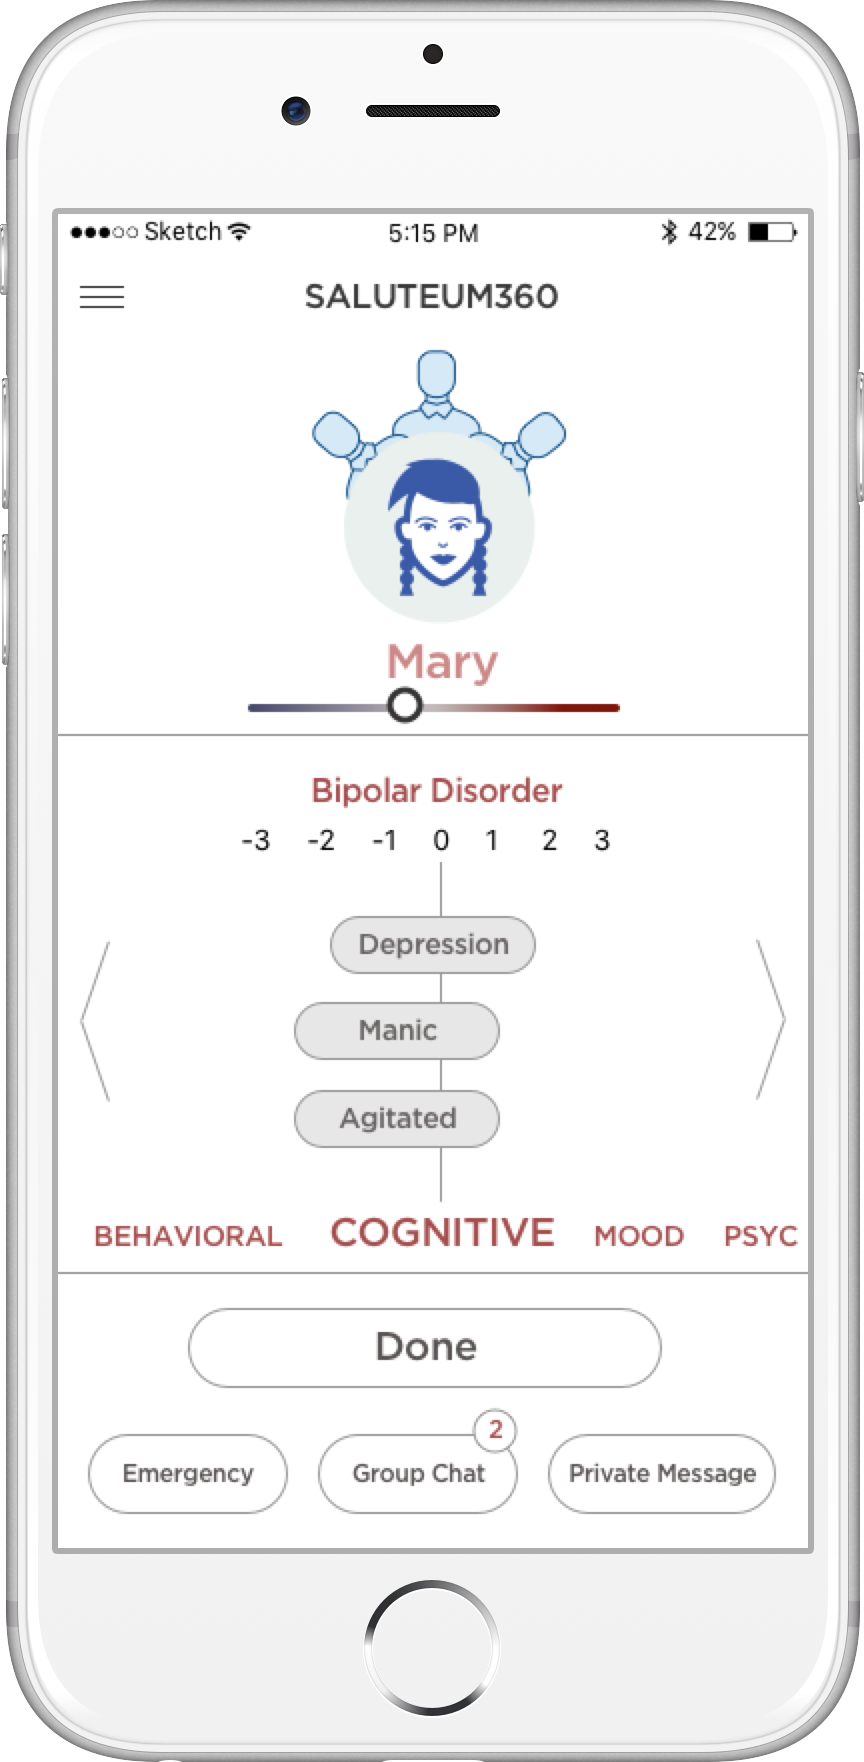 Sketch 5:15 PM 42%
SALUTEUM360
Mary
Bipolar Disorder
-3 -2 -1 0 1 2 3
Depression
Manic
Agitated
BEHAVIORAL COGNITIVE MOOD PSYC
Done
2
Emergency Group Chat Private Message